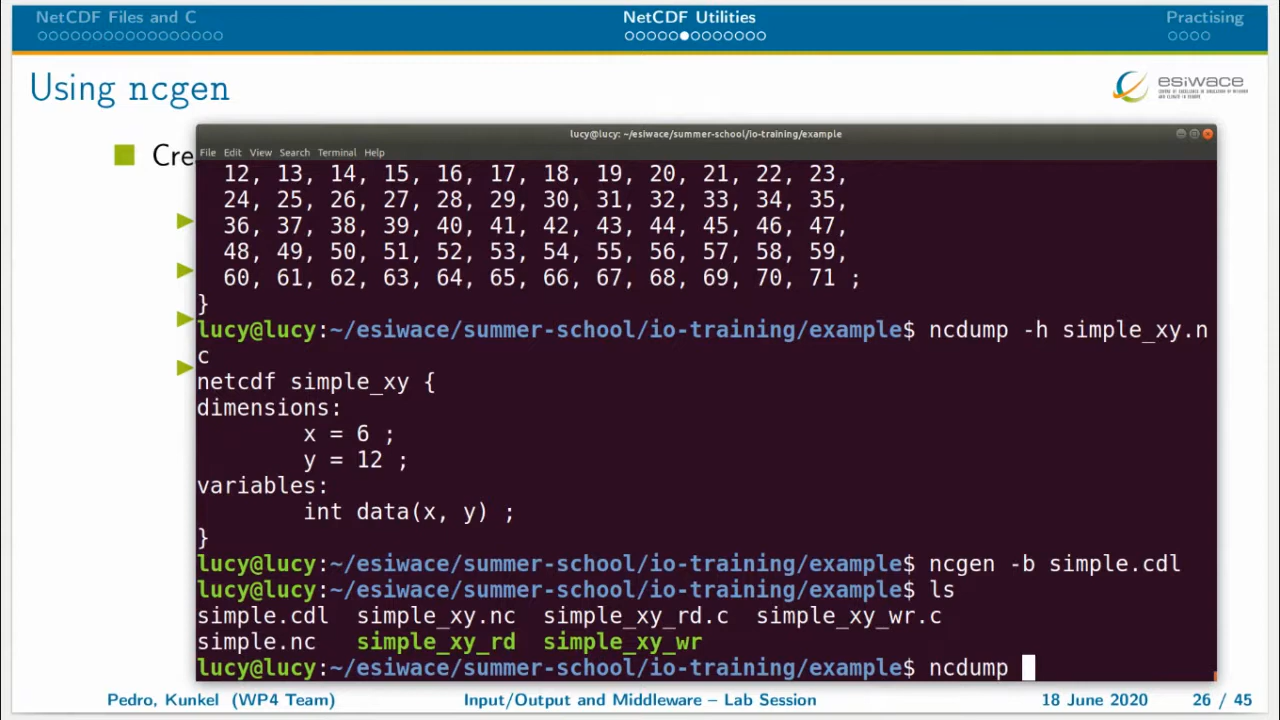 NetCDF Files and C
NetCDF Utilities
Practising
Using ncgen
esiwace
Cre
lucy@lucy: ~/esiwace/summer-school/io-training/example
File Edit View Search Terminal Help
12, 13, 14, 15, 16, 17, 18, 19, 20, 21, 22, 23,
24, 25, 26, 27, 28, 29, 30, 31, 32, 33, 34, 35,
36, 37, 38, 39, 40, 41, 42, 43, 44, 45, 46, 47,
48, 49, 50, 51, 52, 53, 54, 55, 56, 57, 58, 59,
60, 61, 62, 63, 64, 65, 66, 67, 68, 69, 70, 71 ;
}
lucy@lucy:~/esiwace/summer-school/io-training/example$ ncdump -h simple_xy.n
c
netcdf simple_xy {
dimensions:
x = 6 ;
y = 12 ;
variables:
int data(x, y) ;
}
lucy@lucy:~/esiwace/summer-school/io-training/example$ ncgen -b simple.cdl
lucy@lucy:~/esiwace/summer-school/io-training/example$ ls
simple.cdl simple_xy.nc simple_xy_rd.c simple_xy_wr.c
simple.nc simple_xy_rd simple_xy_wr
lucy@lucy:~/esiwace/summer-school/io-training/example$ ncdump
Pedro, Kunkel (WP4 Team)
Input/Output and Middleware – Lab Session
18 June 2020
26 / 45